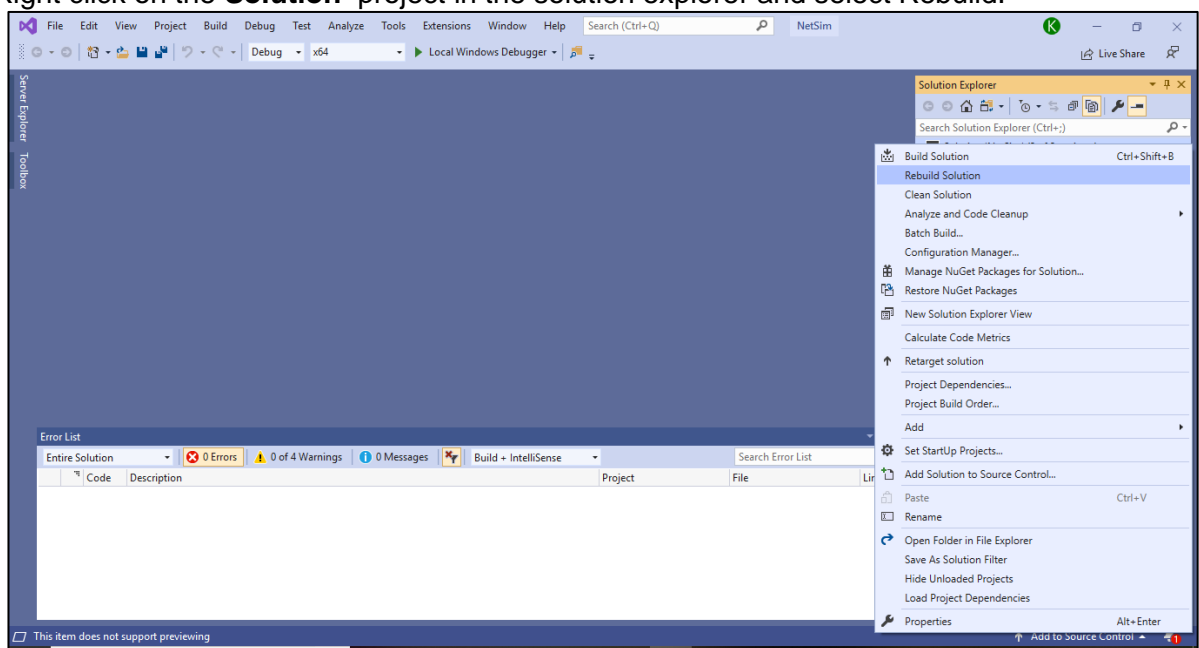 Right click on the Solution project in the solution explorer and select Rebuild.
File Edit View Project Build Debug Test Analyze Tools Extensions Window Help Search (Ctrl+Q) NetSim K
Debug x64 Local Windows Debugger Live Share
Server Explorer
Toolbox
Solution Explorer
Search Solution Explorer (Ctrl+;)
Build Solution Ctrl+Shift+B
Rebuild Solution
Clean Solution
Analyze and Code Cleanup
Batch Build...
Configuration Manager...
Manage NuGet Packages for Solution...
Restore NuGet Packages
New Solution Explorer View
Calculate Code Metrics
Retarget solution
Project Dependencies...
Project Build Order...
Add
Set StartUp Projects...
Add Solution to Source Control...
Paste Ctrl+V
Rename
Open Folder in File Explorer
Save As Solution Filter
Hide Unloaded Projects
Load Project Dependencies
Properties Alt+Enter
Error List
Entire Solution 0 Errors 0 of 4 Warnings 0 Messages Build + IntelliSense Search Error List
Code Description Project File
This item does not support previewing Add to Source Control 1